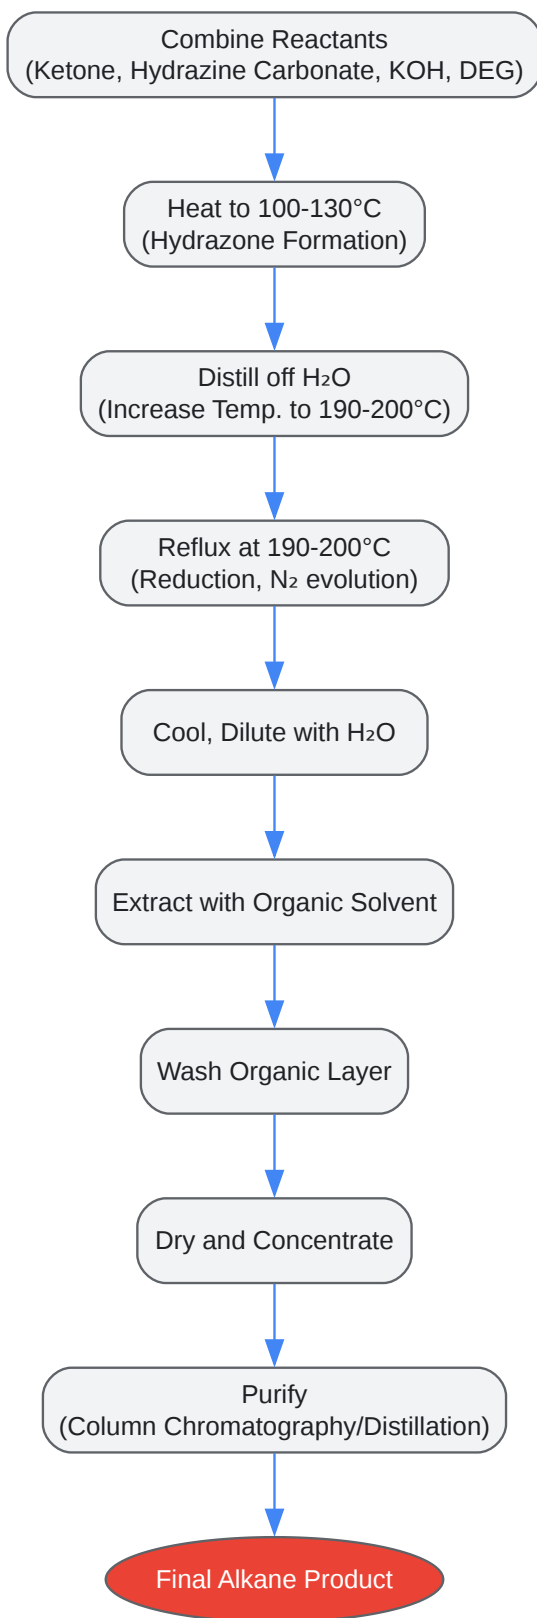 Combine Reactants
(Ketone, Hydrazine Carbonate, KOH, DEG)
Heat to 100-130°C
(Hydrazone Formation)
Distill off H₂O
(Increase Temp. to 190-200°C)
Reflux at 190-200°C
(Reduction, N₂ evolution)
Cool, Dilute with H₂O
Extract with Organic Solvent
Wash Organic Layer
Dry and Concentrate
Purify
(Column Chromatography/Distillation)
Final Alkane Product